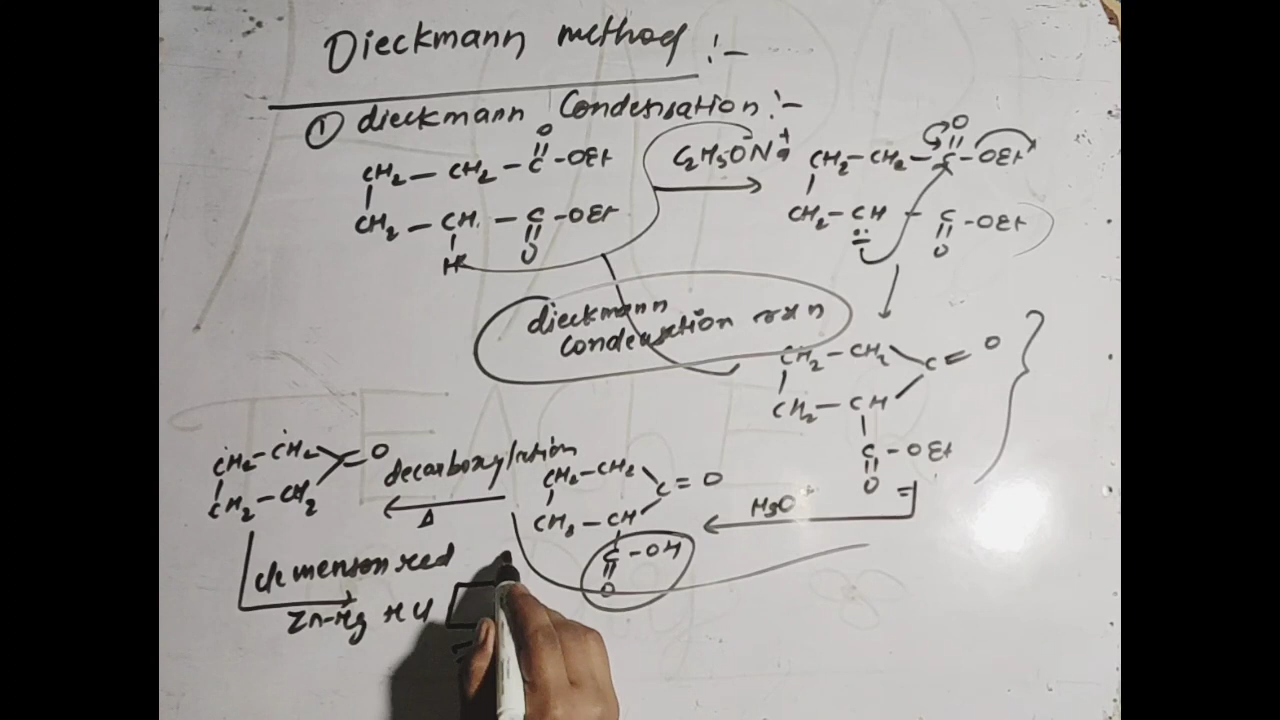 Dieckmann method :-
① dieckmann Condensation :-
O
CH₂ — CH₂ — C — OEt
CH₂ — CH — C — OEt
H O
C₂H₅O⁻Na⁺
O
CH₂ — CH₂ — C — OEt
CH₂ — CH — C — OEt
O
dieckmann
condensation rxn
CH₂ — CH₂ C = O
CH₂ — CH
C — OEt
O
H₃O⁺
CH₂ — CH₂ C = O
CH₂ — CH
C — OH
O
decarboxylation
Δ
CH₂ — CH₂ = O
CH₂ — CH₂
red
Zn-Hg HCl